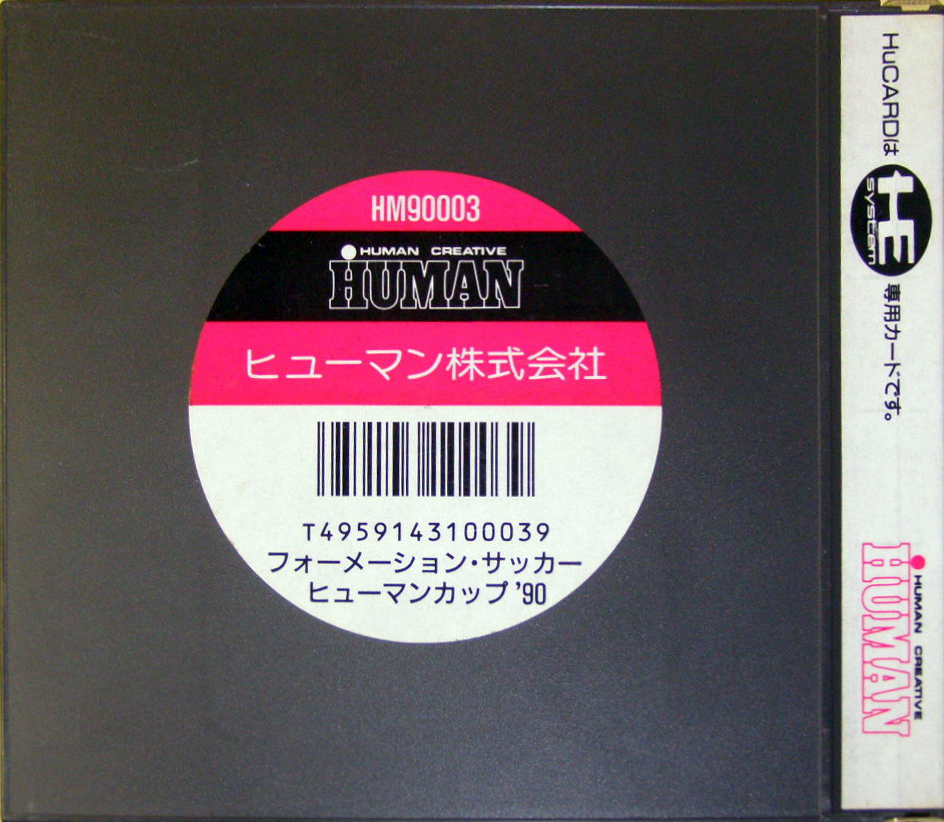 HM90003
HUMAN CREATIVE
HUMAN
ヒューマン株式会社
T4959143100039
フォーメーション・サッカー
ヒューマンカップ '90
HuCARDは
HE
system
専用カードです。
HUMAN CREATIVE
HUMAN